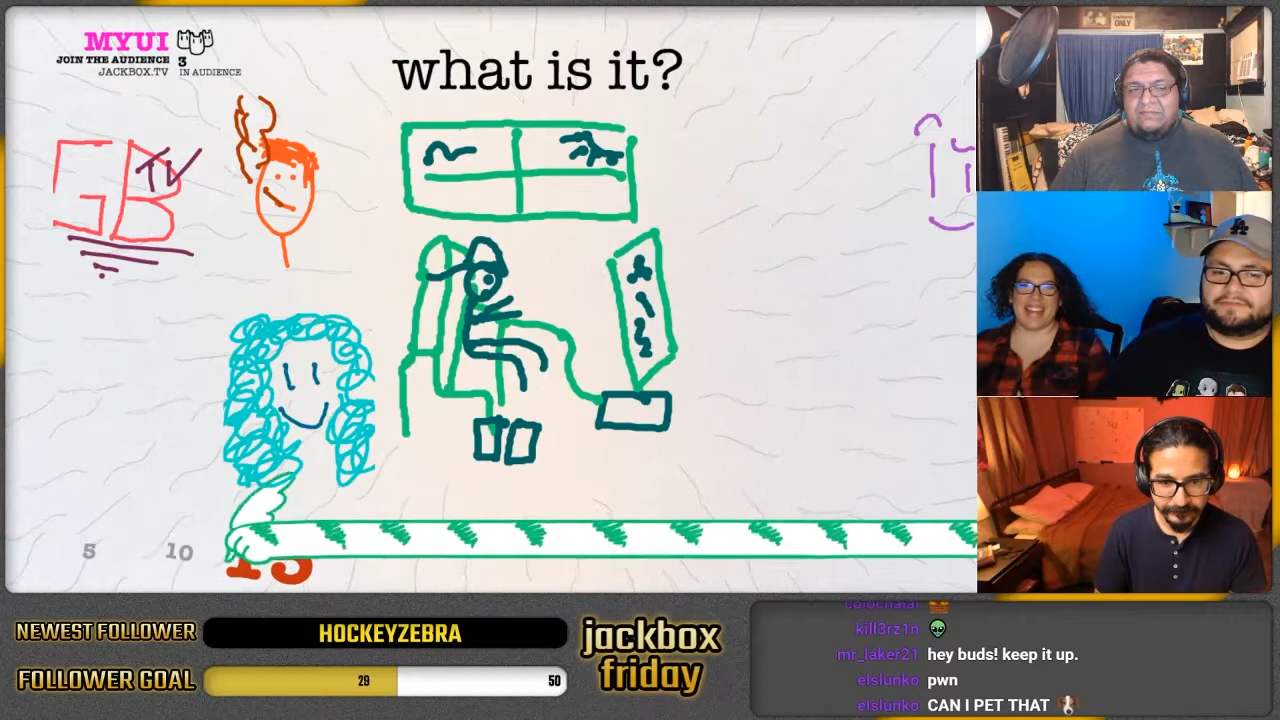 MYUI
JOIN THE AUDIENCE
JACKBOX.TV
3
IN AUDIENCE
what is it?
GB
TV
5
10
15
ONLY
NEWEST FOLLOWER
HOCKEYZEBRA
FOLLOWER GOAL
29
50
jackbox
friday
kill3rz1n
mr_laker21 hey buds! keep it up.
elslunko pwn
elslunko CAN I PET THAT